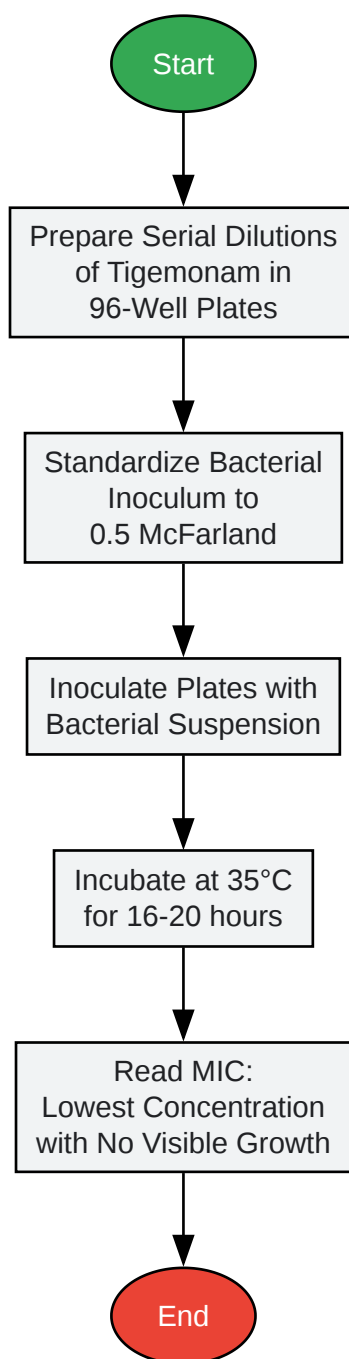 Start
Prepare Serial Dilutions
of Tigemonam in
96-Well Plates
Standardize Bacterial
Inoculum to
0.5 McFarland
Inoculate Plates with
Bacterial Suspension
Incubate at 35°C
for 16-20 hours
Read MIC:
Lowest Concentration
with No Visible Growth
End